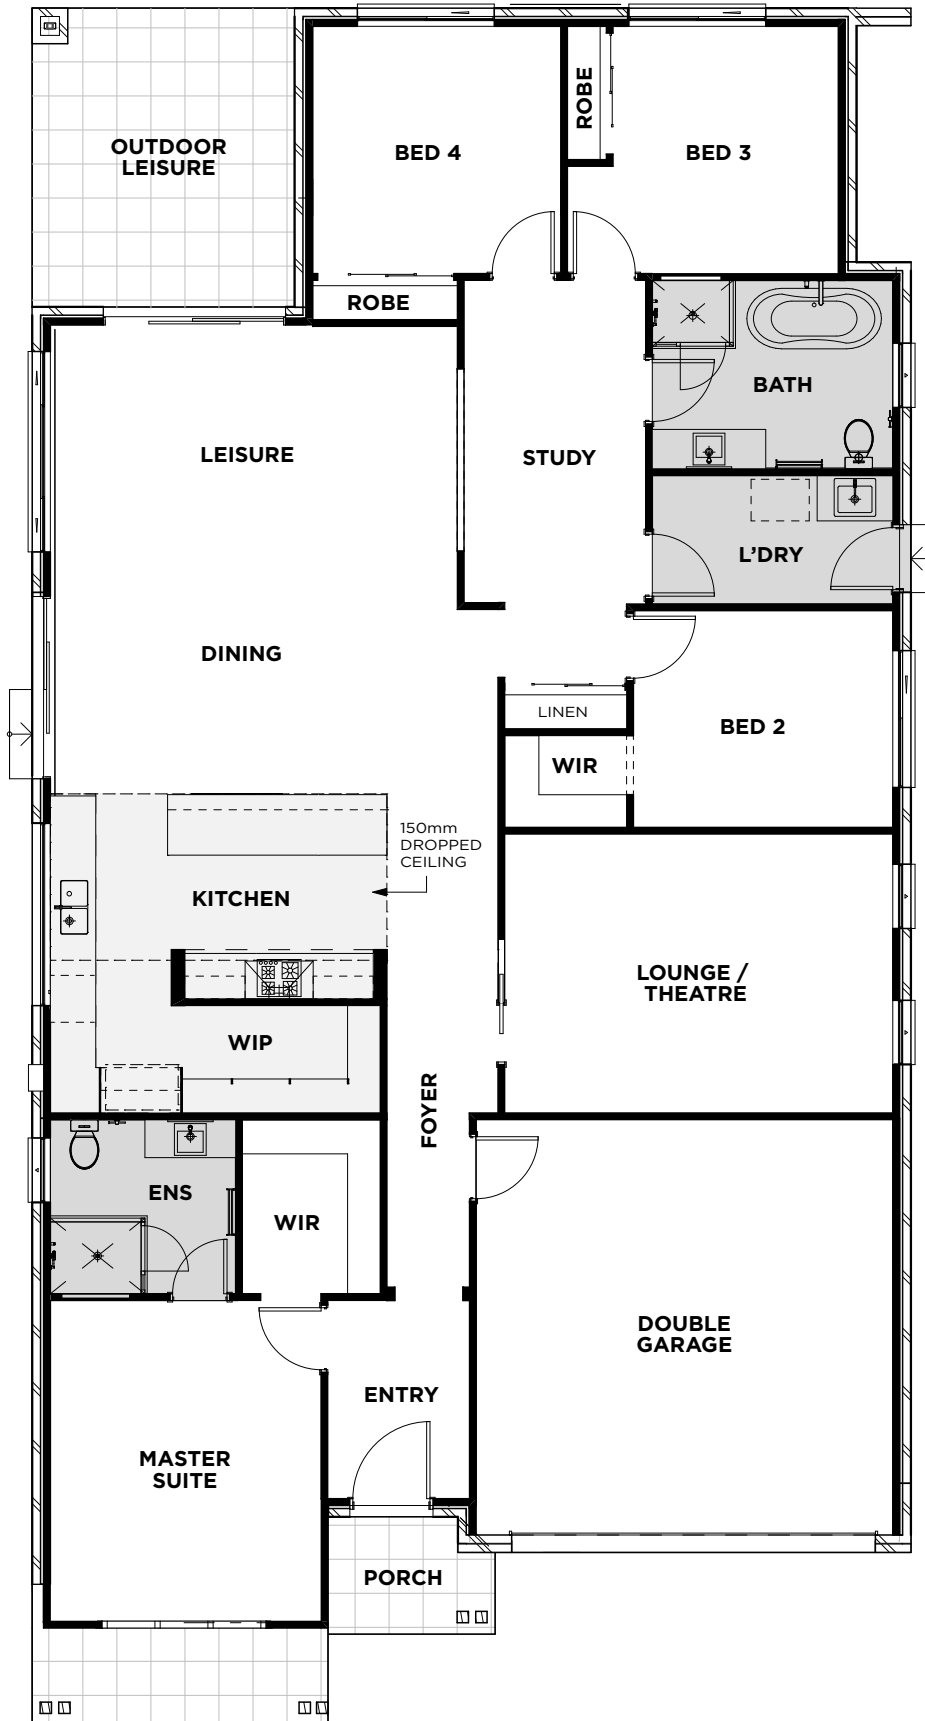 OUTDOOR
LEISURE
BED 4
ROBE
BED 3
ROBE
LEISURE
STUDY
BATH
L'DRY
DINING
LINEN
WIR
BED 2
150mm
DROPPED
CEILING
KITCHEN
LOUNGE /
THEATRE
WIP
FOYER
ENS
WIR
DOUBLE
GARAGE
ENTRY
MASTER
SUITE
PORCH